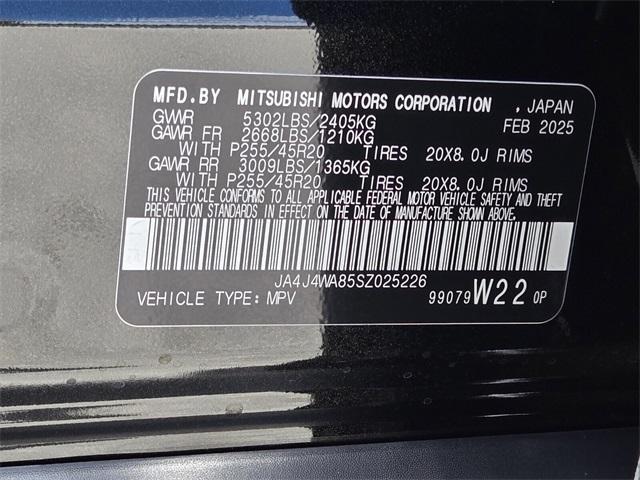 MFD.BY MITSUBISHI MOTORS CORPORATION , JAPAN
GVWR 5302LBS/2405KG FEB 2025
GAWR FR 2668LBS/1210KG
WITH P255/45R20 TIRES 20X8.0J RIMS
GAWR RR 3009LBS/1365KG
WITH P255/45R20 TIRES 20X8.0J RIMS
THIS VEHICLE CONFORMS TO ALL APPLICABLE FEDERAL MOTOR VEHICLE SAFETY AND THEFT
PREVENTION STANDARDS IN EFFECT ON THE DATE OF MANUFACTURE SHOWN ABOVE.
JA4J4WA85SZ025226
VEHICLE TYPE: MPV 99079 W22 0P